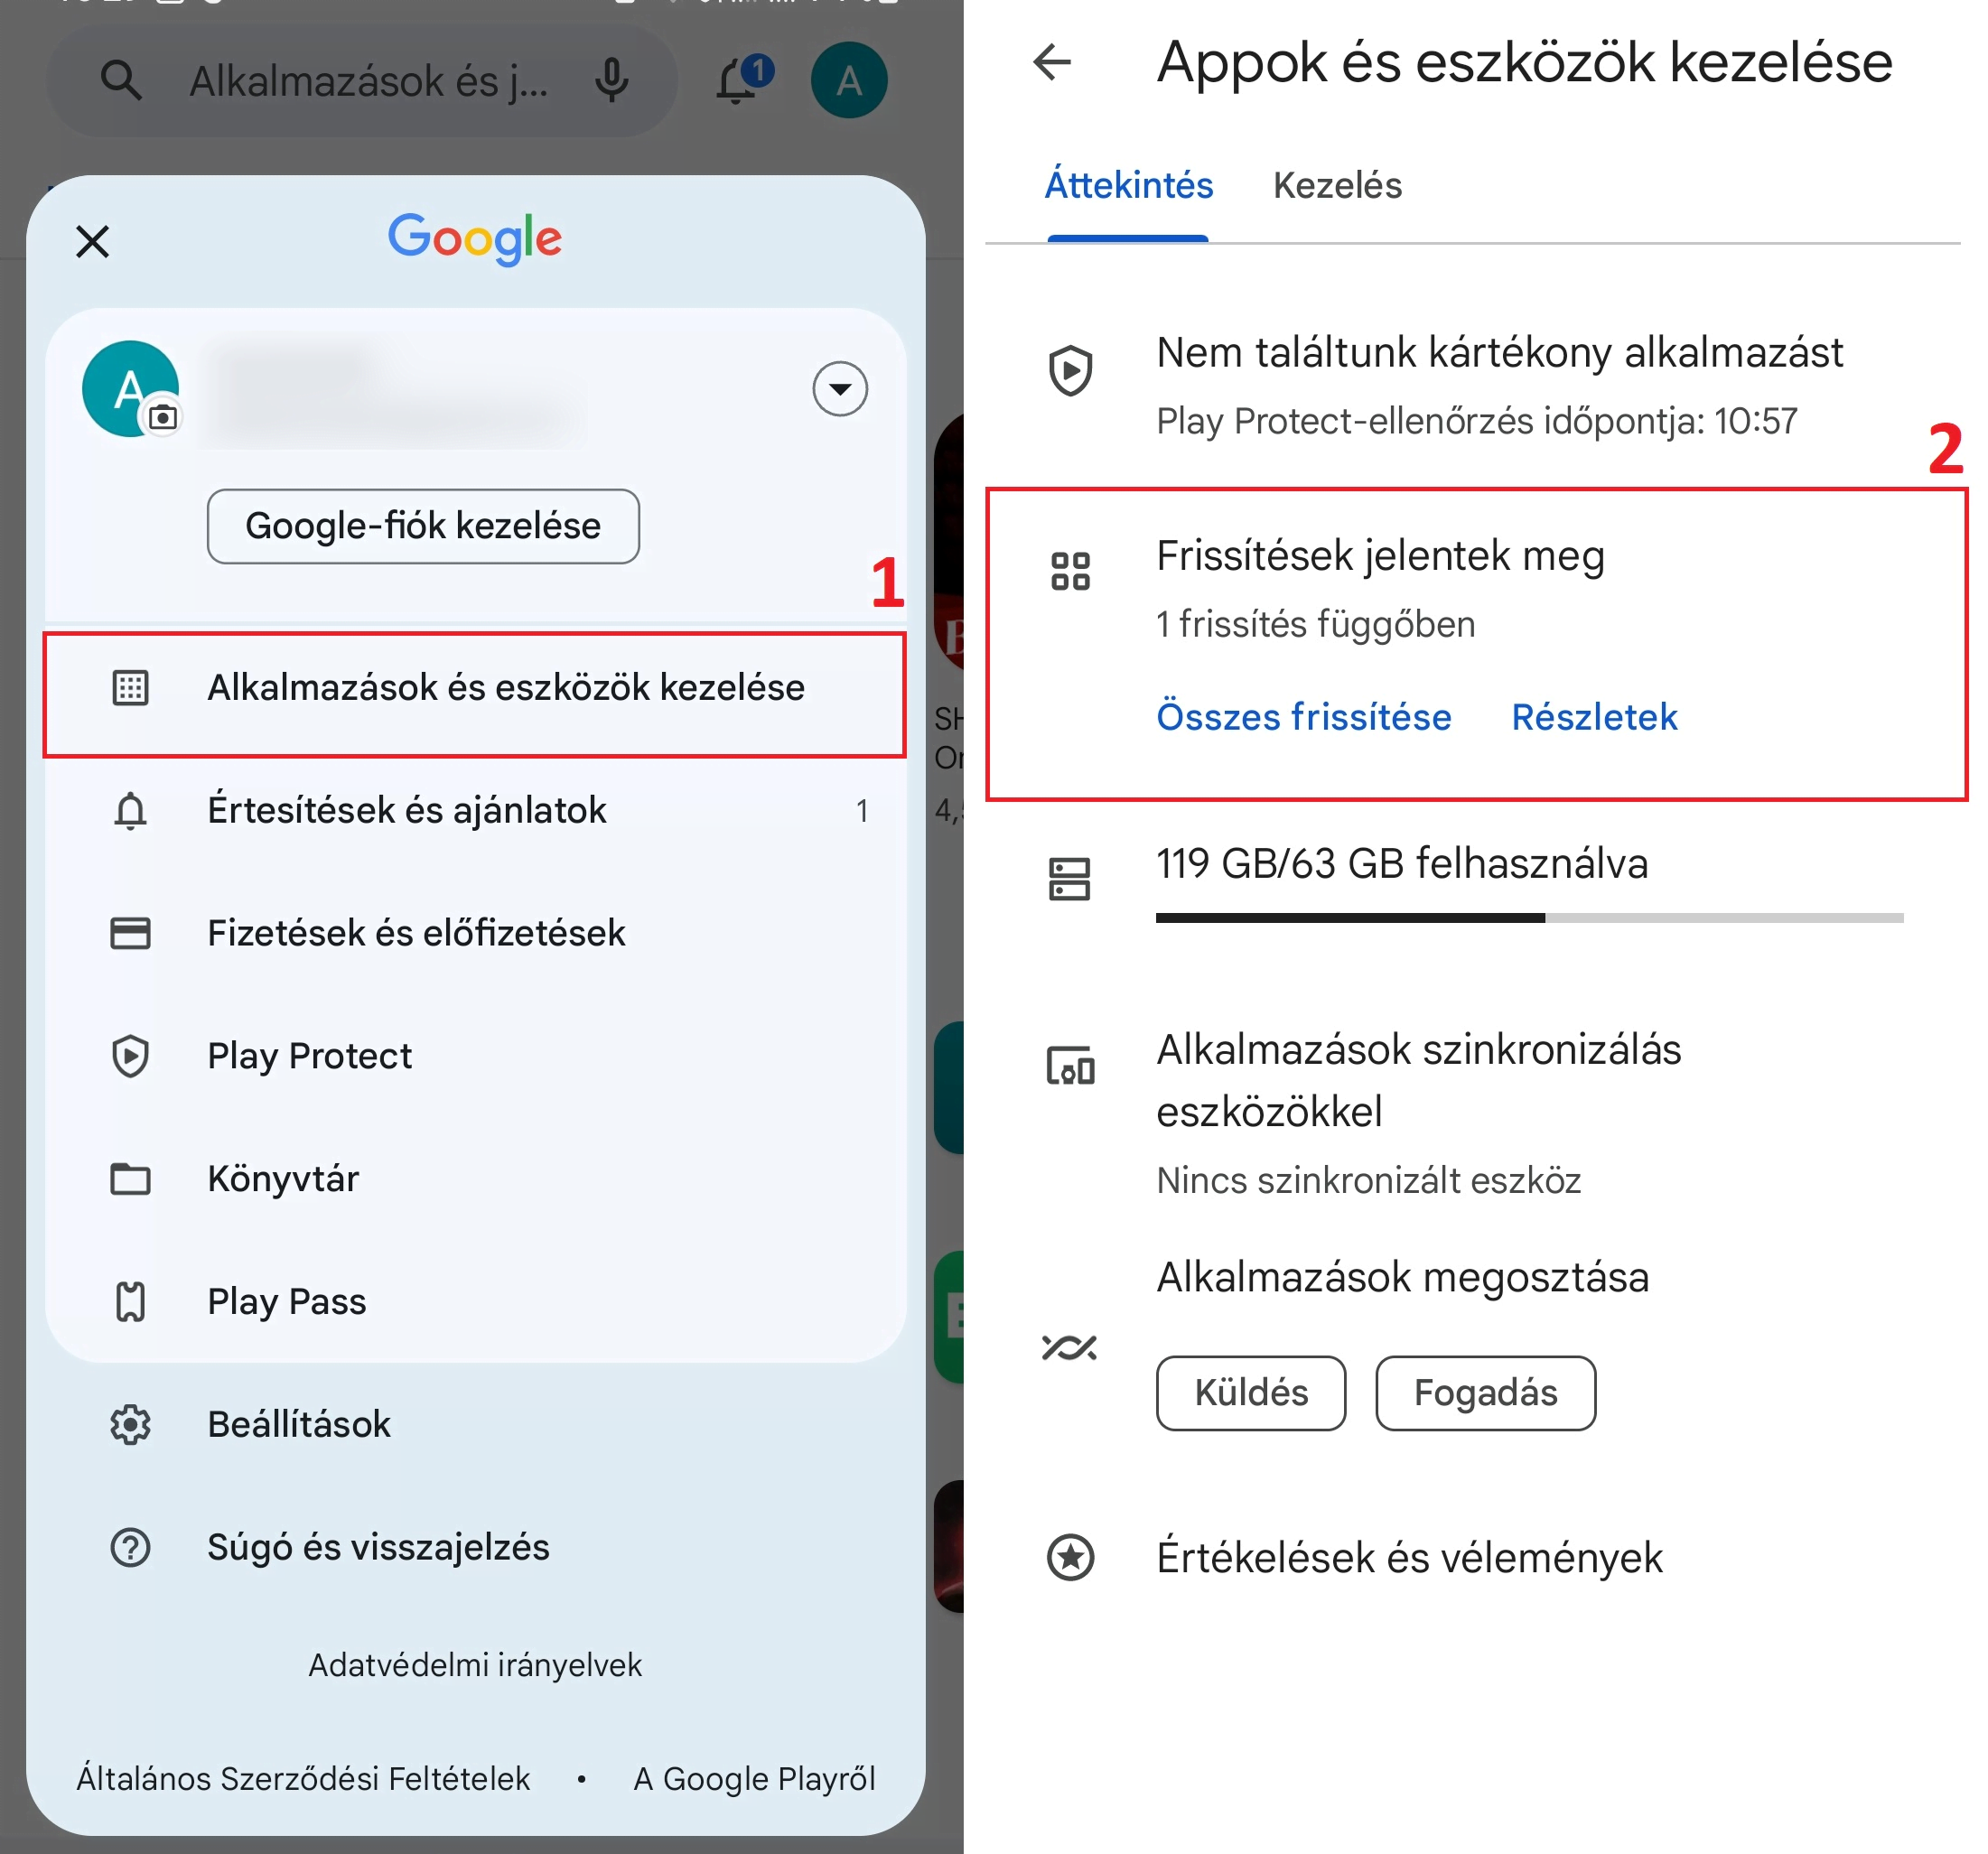 Alkalmazások és j...
1
A
Google
A
Google-fiók kezelése
1
Alkalmazások és eszközök kezelése
Értesítések és ajánlatok
1
Fizetések és előfizetések
Play Protect
Könyvtár
Play Pass
Beállítások
Súgó és visszajelzés
Adatvédelmi irányelvek
Általános Szerződési Feltételek • A Google Playről
Appok és eszközök kezelése
Áttekintés
Kezelés
Nem találtunk kártékony alkalmazást
Play Protect-ellenőrzés időpontja: 10:57
2
Frissítések jelentek meg
1 frissítés függőben
Összes frissítése
Részletek
119 GB/63 GB felhasználva
Alkalmazások szinkronizálás
eszközökkel
Nincs szinkronizált eszköz
Alkalmazások megosztása
Küldés
Fogadás
Értékelések és vélemények